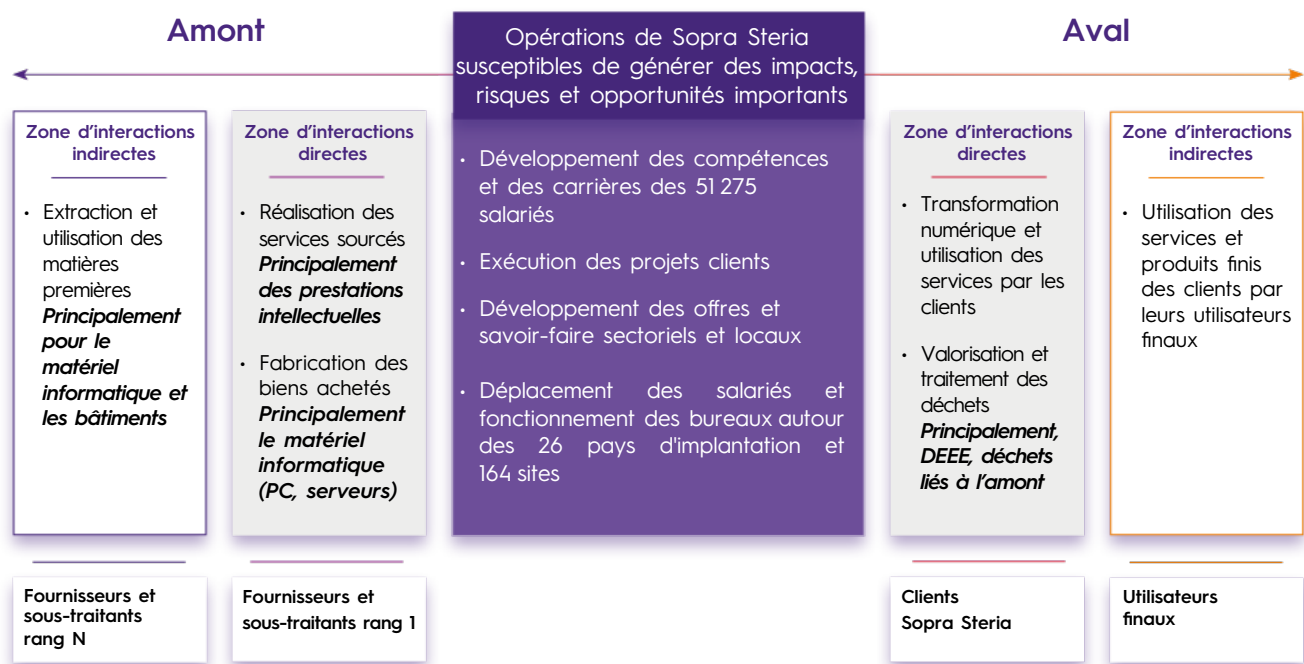 Amont
Opérations de Sopra Steria
susceptibles de générer des impacts,
risques et opportunités importants
Aval
Zone d'interactions
indirectes
• Extraction et
utilisation des
matières
premières
Principalement
pour le
matériel
informatique et
les bâtiments
Fournisseurs et
sous-traitants
rang N
Zone d'interactions
directes
• Réalisation des
services sourcés
Principalement
des prestations
intellectuelles
• Fabrication des
biens achetés
Principalement
le matériel
informatique
(PC, serveurs)
Fournisseurs et
sous-traitants rang 1
• Développement des compétences
et des carrières des 51 275
salariés
• Exécution des projets clients
• Développement des offres et
savoir-faire sectoriels et locaux
• Déplacement des salariés et
fonctionnement des bureaux autour
des 26 pays d'implantation et
164 sites
Zone d'interactions
directes
• Transformation
numérique et
utilisation des
services par les
clients
• Valorisation et
traitement des
déchets
Principalement,
DEEE, déchets
liés à l'amont
Clients
Sopra Steria
Zone d'interactions
indirectes
• Utilisation des
services et
produits finis
des clients par
leurs utilisateurs
finaux
Utilisateurs
finaux